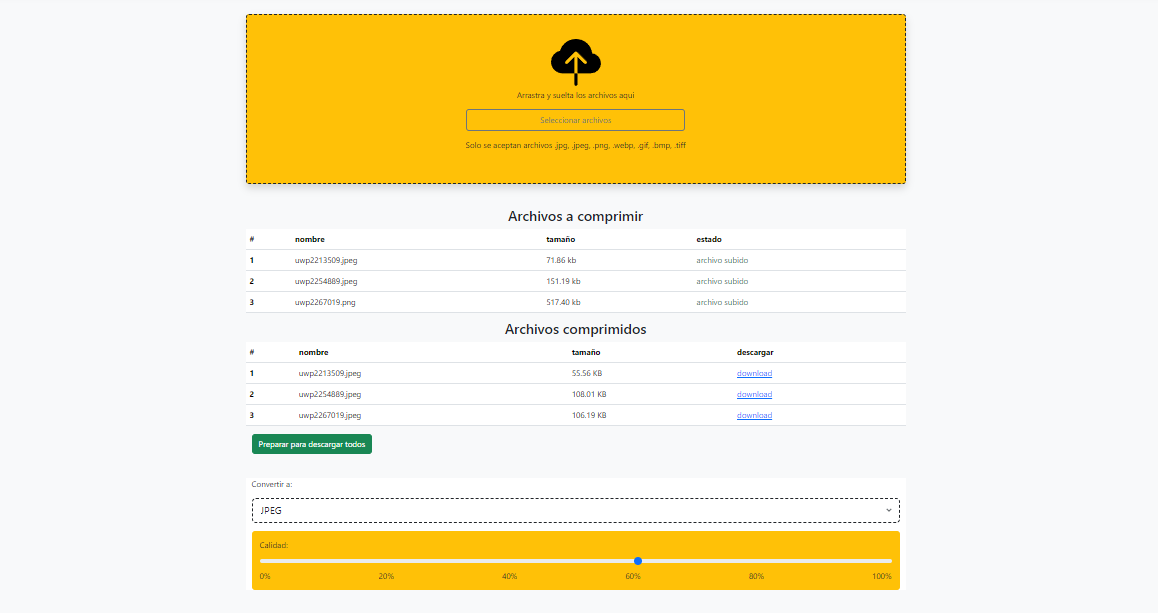 Arrastra y suelta los archivos aquí
Seleccionar archivos
Solo se aceptan archivos .jpg, .jpeg, .png, .webp, .gif, .bmp, .tiff
Archivos a comprimir
# nombre tamaño estado
1 uwp2213509.jpeg 71.86 kb archivo subido
2 uwp2254889.jpeg 151.19 kb archivo subido
3 uwp2267019.png 517.40 kb archivo subido
Archivos comprimidos
# nombre tamaño descargar
1 uwp2213509.jpeg 55.56 KB download
2 uwp2254889.jpeg 108.01 KB download
3 uwp2267019.jpeg 106.19 KB download
Preparar para descargar todos
Convertir a:
JPEG
Calidad:
0% 20% 40% 60% 80% 100%